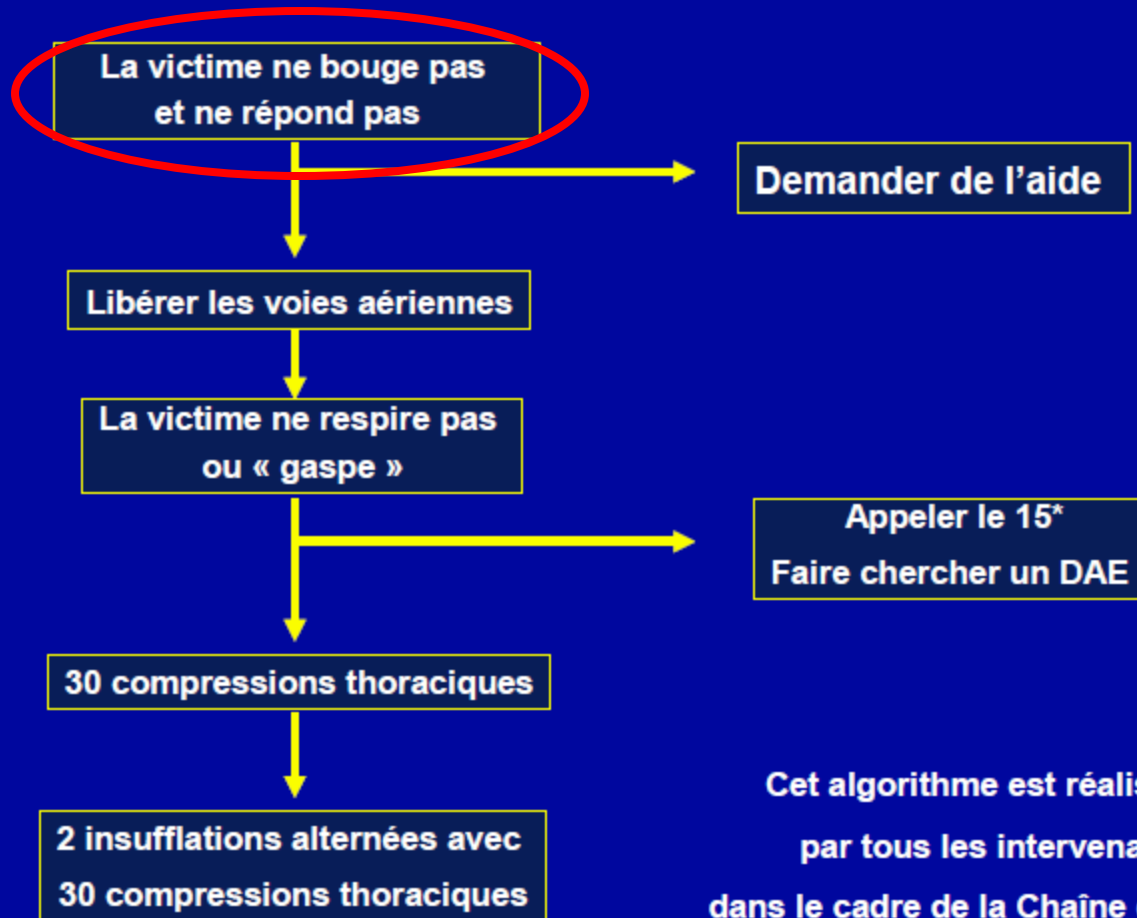 La victime ne bouge pas
et ne répond pas
Demander de l'aide
Libérer les voies aériennes
La victime ne respire pas
ou « gaspe »
Appeler le 15*
Faire chercher un DAE
30 compressions thoraciques
2 insufflations alternées avec
30 compressions thoraciques
Cet algorithme est réalis
par tous les intervena
dans le cadre de la Chaîne